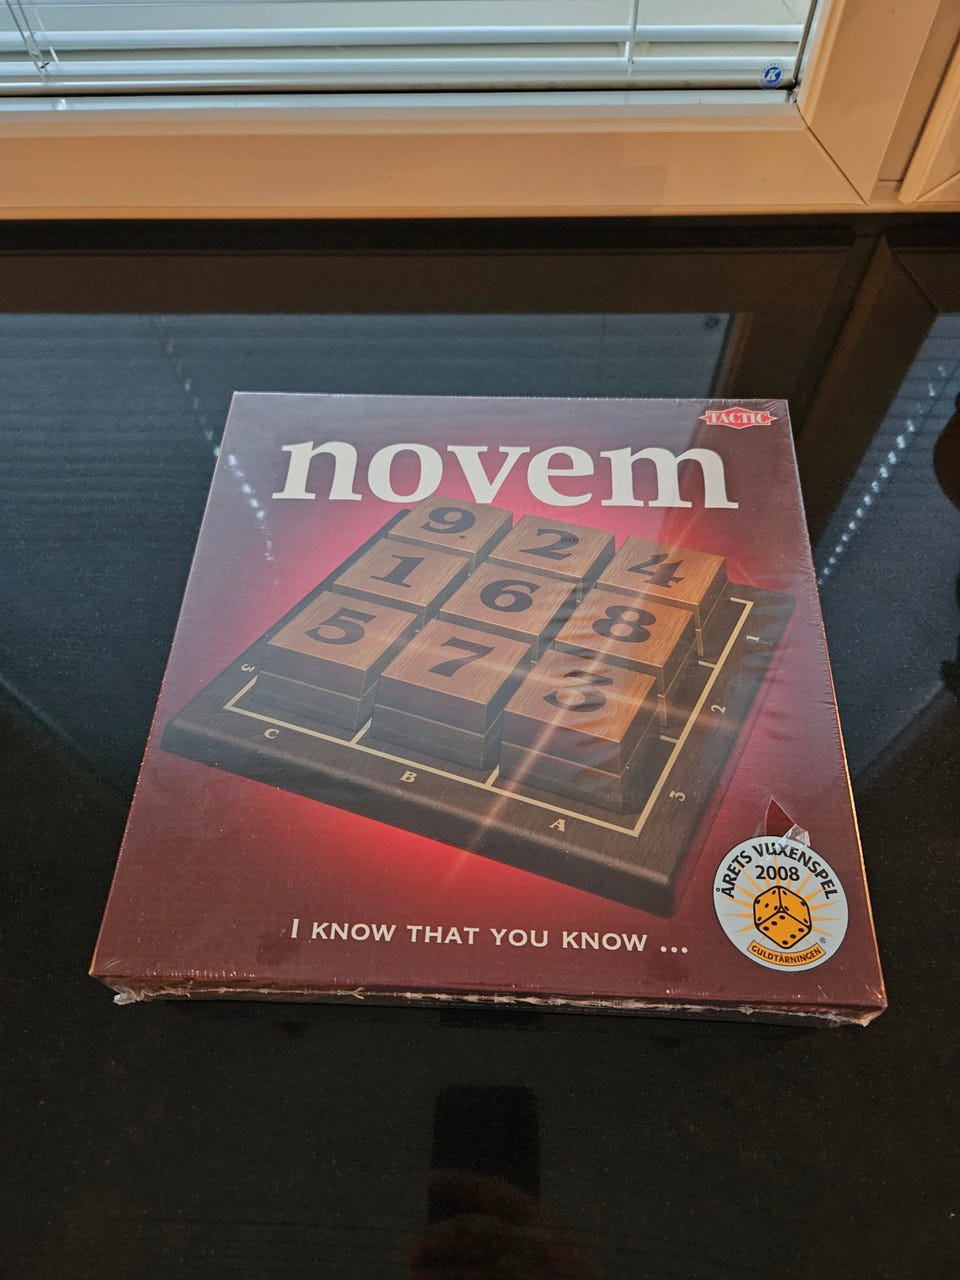 K
TACTIC
novem
9 2 4
1 6 8
5 7 3
1
2
3
3
C
B
A
ÅRETS VUXENSPEL
2008
GULDTÄRNINGEN®
I KNOW THAT YOU KNOW ...